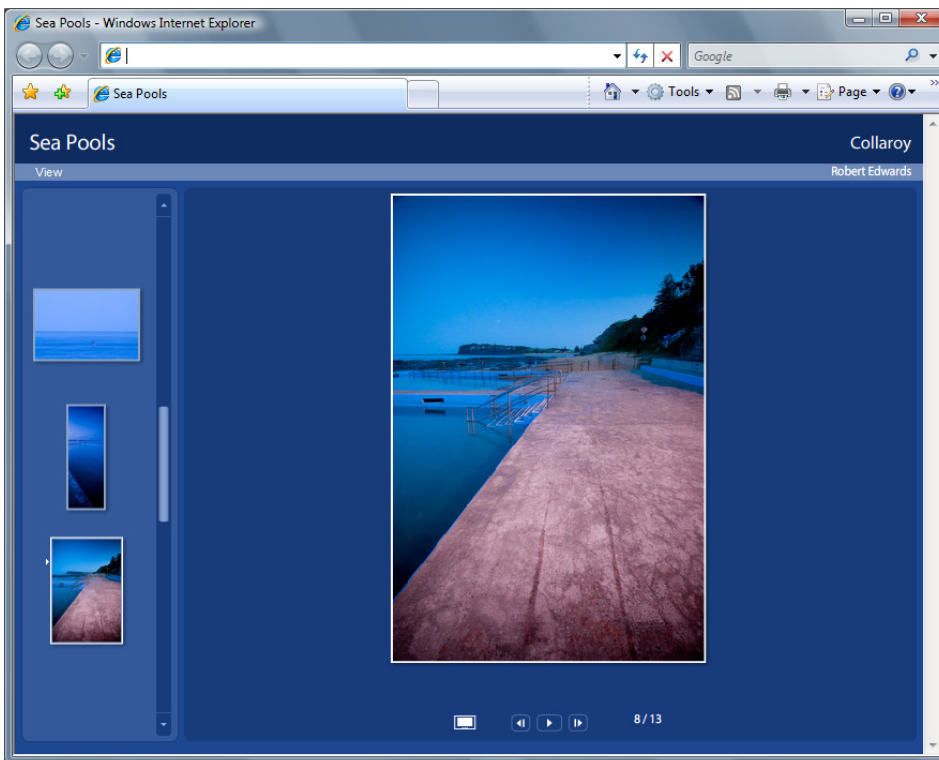 Sea Pools - Windows Internet Explorer
Google
Sea Pools
Tools
Page
Sea Pools
Collaroy
View
Robert Edwards
8/13